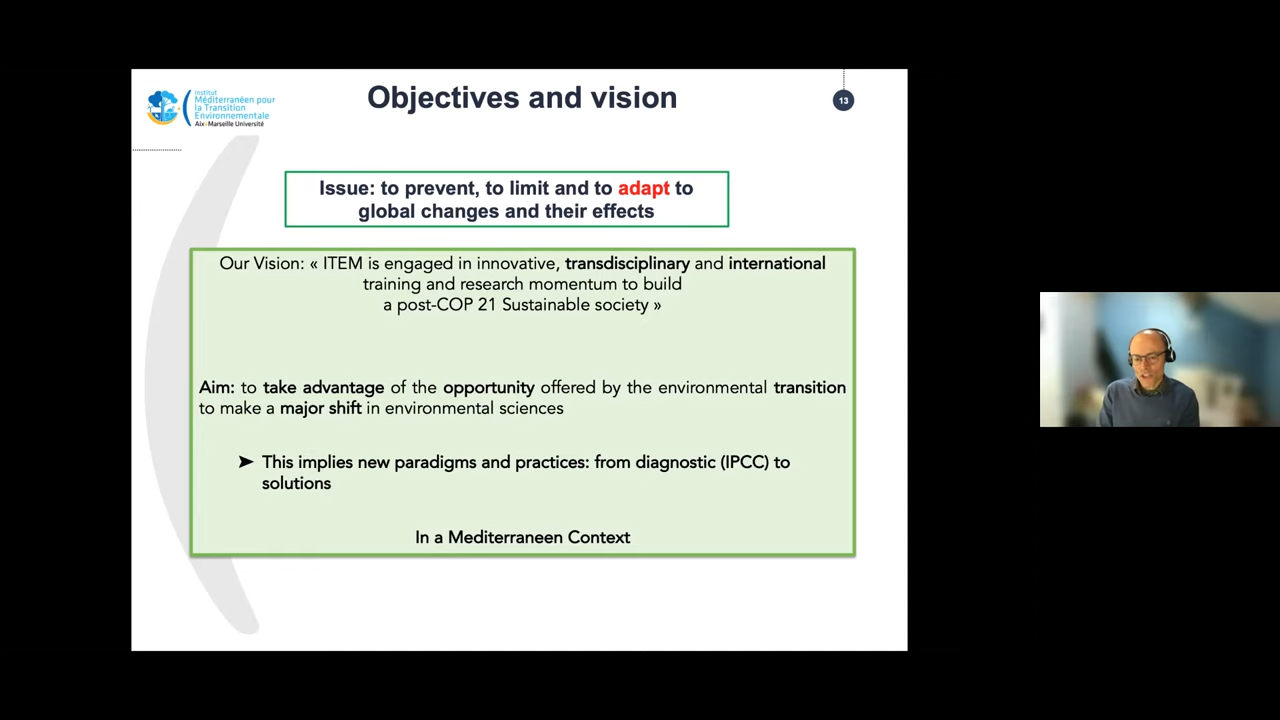 Institut
Méditerranéen pour
la Transition
Environnementale
Aix-Marseille Université
Objectives and vision
13
Issue: to prevent, to limit and to adapt to
global changes and their effects
Our Vision: « ITEM is engaged in innovative, transdisciplinary and international
training and research momentum to build
a post-COP 21 Sustainable society »
Aim: to take advantage of the opportunity offered by the environmental transition
to make a major shift in environmental sciences
➤ This implies new paradigms and practices: from diagnostic (IPCC) to
solutions
In a Mediterraneen Context